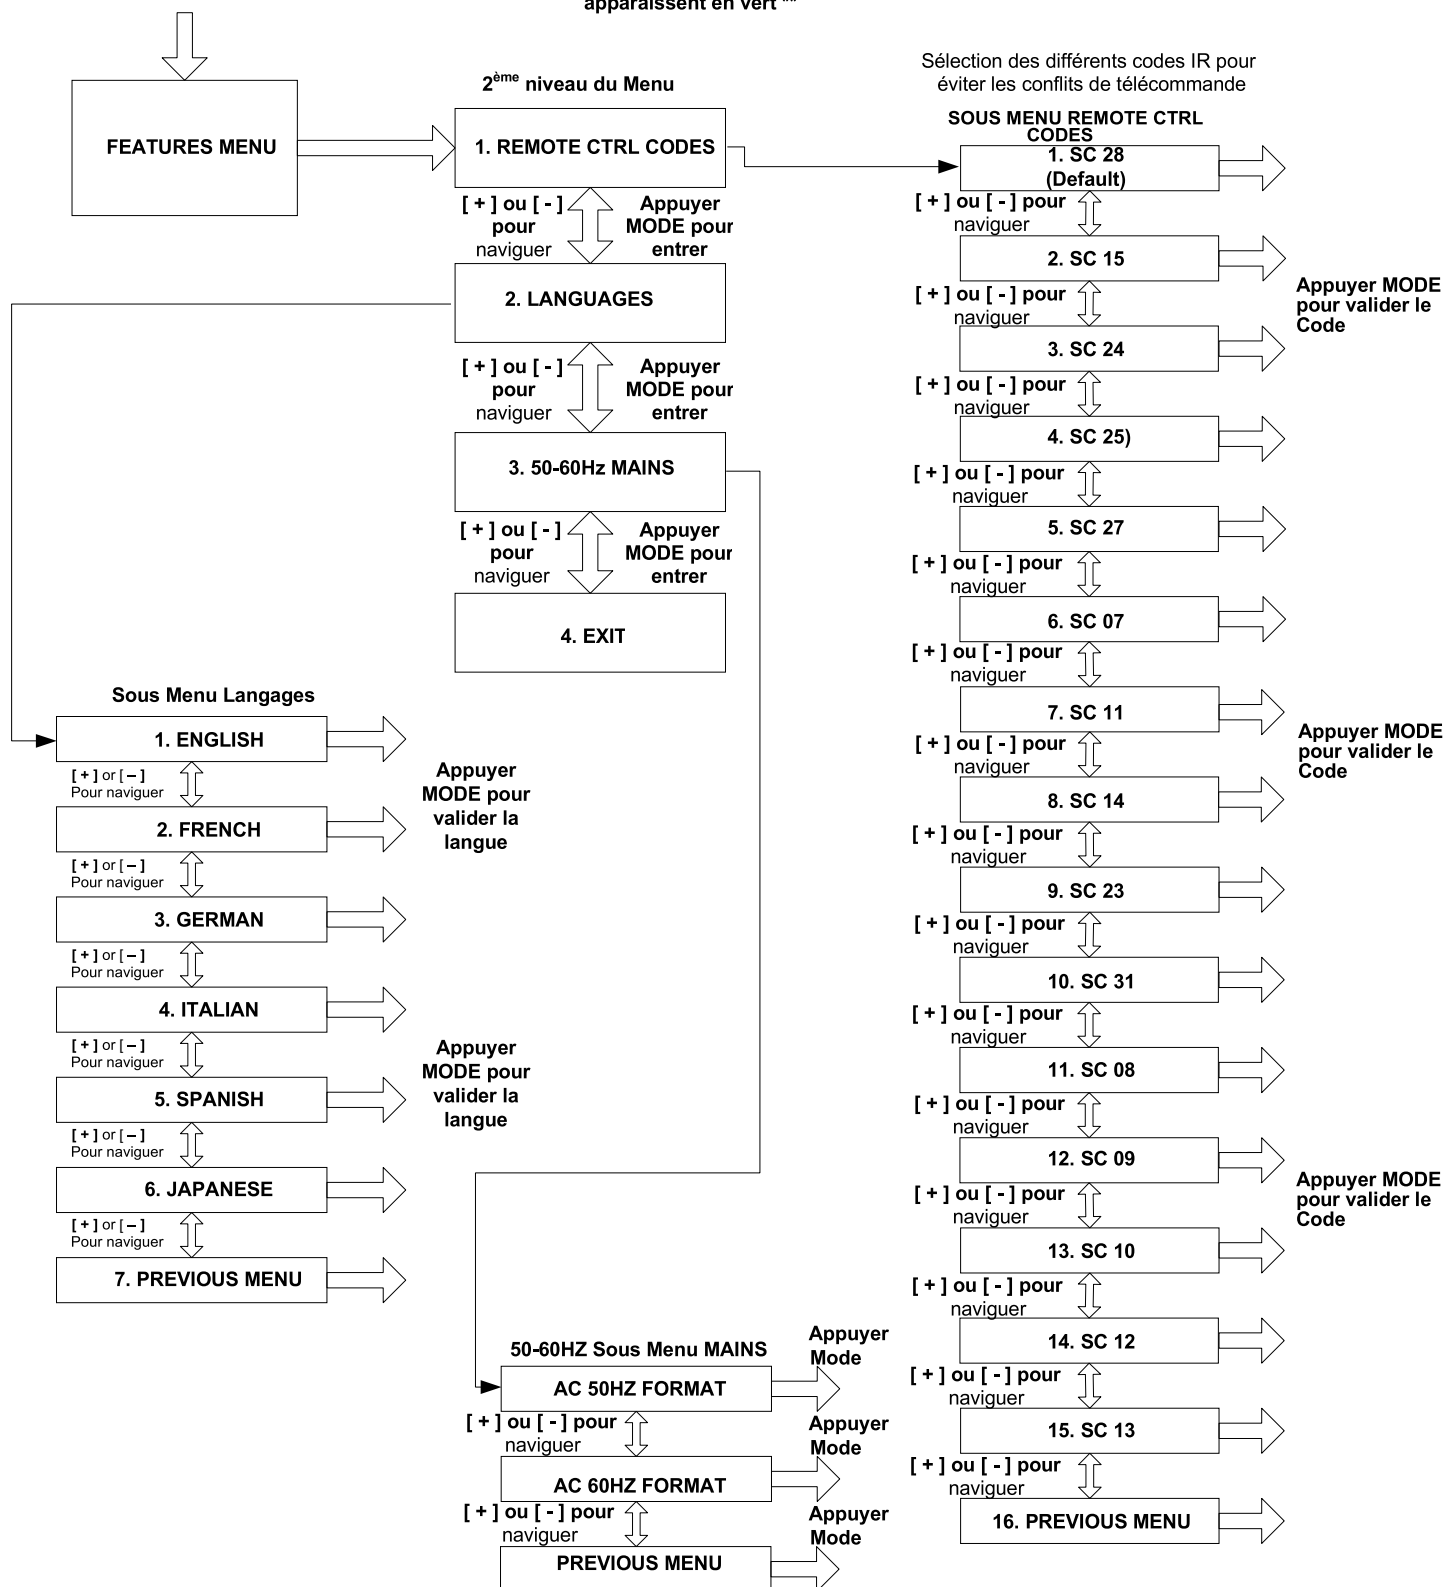 apparaissent en vert **
FEATURES MENU
2ème niveau du Menu
1. REMOTE CTRL CODES
[ + ] ou [ - ]
pour
naviguer
Appuyer
MODE pour
entrer
2. LANGUAGES
[ + ] ou [ - ]
pour
naviguer
Appuyer
MODE pour
entrer
3. 50-60Hz MAINS
[ + ] ou [ - ]
pour
naviguer
Appuyer
MODE pour
entrer
4. EXIT
Sélection des différents codes IR pour
éviter les conflits de télécommande
SOUS MENU REMOTE CTRL
CODES
1. SC 28
(Default)
[ + ] ou [ - ] pour
naviguer
2. SC 15
[ + ] ou [ - ] pour
naviguer
Appuyer MODE
pour valider le
Code
3. SC 24
[ + ] ou [ - ] pour
naviguer
4. SC 25)
[ + ] ou [ - ] pour
naviguer
5. SC 27
[ + ] ou [ - ] pour
naviguer
6. SC 07
[ + ] ou [ - ] pour
naviguer
7. SC 11
[ + ] ou [ - ] pour
naviguer
Appuyer MODE
pour valider le
Code
8. SC 14
[ + ] ou [ - ] pour
naviguer
9. SC 23
[ + ] ou [ - ] pour
naviguer
10. SC 31
[ + ] ou [ - ] pour
naviguer
11. SC 08
[ + ] ou [ - ] pour
naviguer
12. SC 09
[ + ] ou [ - ] pour
naviguer
Appuyer MODE
pour valider le
Code
13. SC 10
[ + ] ou [ - ] pour
naviguer
14. SC 12
[ + ] ou [ - ] pour
naviguer
15. SC 13
[ + ] ou [ - ] pour
naviguer
16. PREVIOUS MENU
Sous Menu Langages
1. ENGLISH
[ + ] or [ – ]
Pour naviguer
Appuyer
MODE pour
valider la
langue
2. FRENCH
[ + ] or [ – ]
Pour naviguer
3. GERMAN
[ + ] or [ – ]
Pour naviguer
4. ITALIAN
[ + ] or [ – ]
Pour naviguer
Appuyer
MODE pour
valider la
langue
5. SPANISH
[ + ] or [ – ]
Pour naviguer
6. JAPANESE
[ + ] or [ – ]
Pour naviguer
7. PREVIOUS MENU
50-60HZ Sous Menu MAINS
Appuyer
Mode
AC 50HZ FORMAT
[ + ] ou [ - ] pour
naviguer
Appuyer
Mode
AC 60HZ FORMAT
[ + ] ou [ - ] pour
naviguer
Appuyer
Mode
PREVIOUS MENU